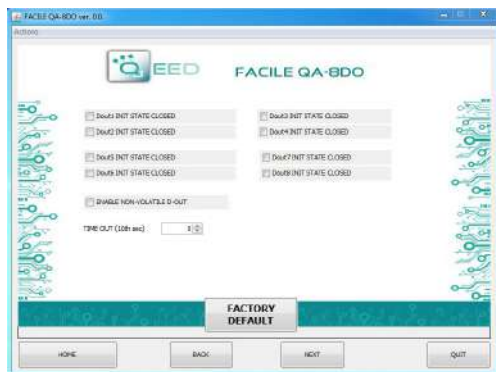 FACILE QA-8DO ver. 0.0
Actions
QEED
FACILE QA-8DO
Dout1 INIT STATE CLOSED
Dout3 INIT STATE CLOSED
Dout2 INIT STATE CLOSED
Dout4 INIT STATE CLOSED
Dout5 INIT STATE CLOSED
Dout7 INIT STATE CLOSED
Dout6 INIT STATE CLOSED
Dout8 INIT STATE CLOSED
ENABLE NON-VOLATILE D-OUT
TIME OUT (10th sec)
FACTORY
DEFAULT
HOME
BACK
NEXT
QUIT